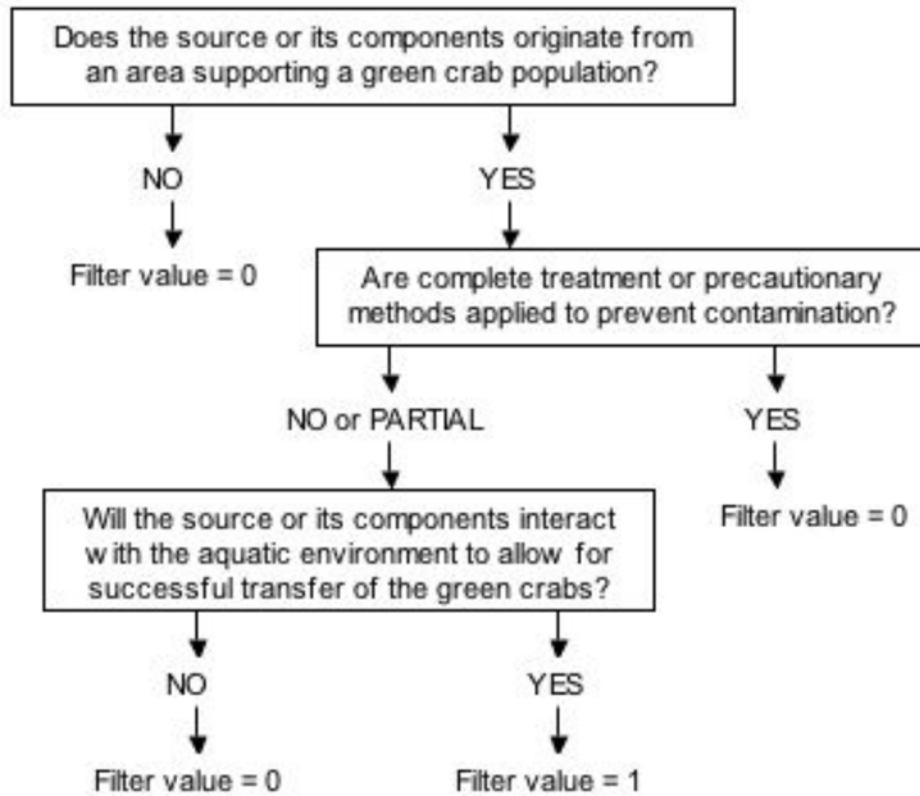 Does the source or its components originate from
an area supporting a green crab population?
NO
YES
Filter value = 0
Are complete treatment or precautionary
methods applied to prevent contamination?
NO or PARTIAL
YES
Will the source or its components interact
with the aquatic environment to allow for
successful transfer of the green crabs?
Filter value = 0
NO
YES
Filter value = 0
Filter value = 1